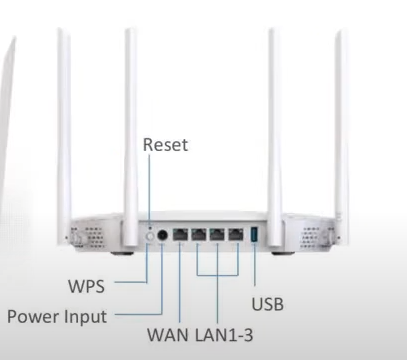 Reset
WPS
USB
Power Input
WAN LAN1-3